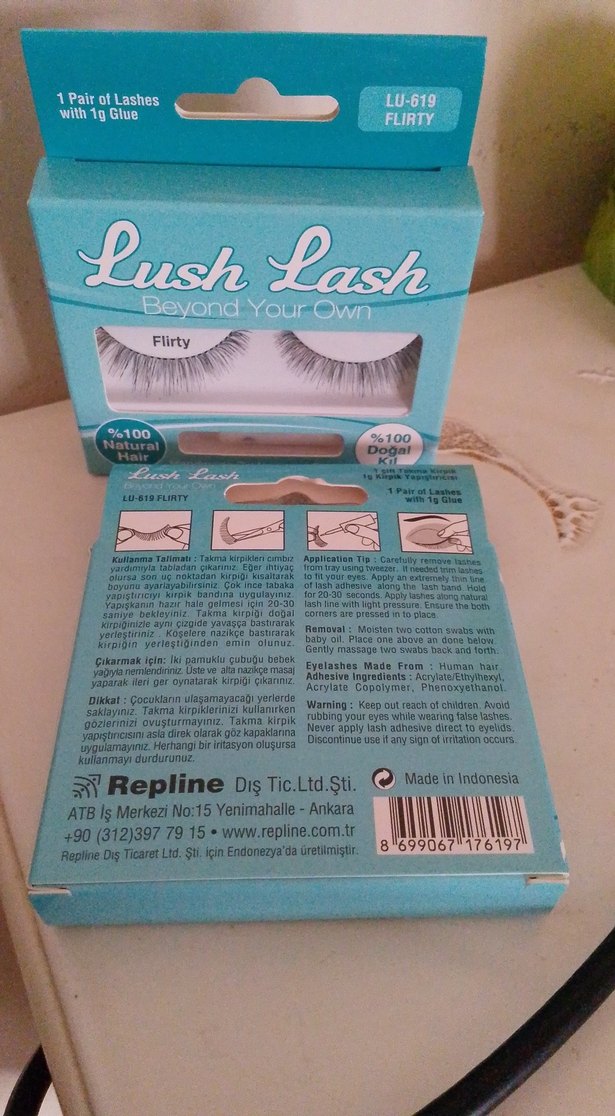 1 Pair of Lashes
with 1g Glue
LU-619
FLIRTY
Lush Lash
Beyond Your Own
Flirty
%100
Natural
Hair
%100
Doğal
Kıl
Lush Lash
Beyond Your Own
LU-619 FLIRTY
1 Çift Takma Kirpik
1g Kirpik Yapıştırıcısı
1 Pair of Lashes
with 1g Glue
Kullanma Talimatı : Takma kirpikleri cımbız
yardımıyla tabladan çıkarınız. Eğer ihtiyaç
olursa son uç noktadan kirpiği kısaltarak
boyunu ayarlayabilirsiniz. Çok ince tabaka
yapıştırıcıyı kirpik bandına uygulayınız.
Yapışkanın hazır hale gelmesi için 20-30
saniye bekleyiniz. Takma kirpiği doğal
kirpiğinizle aynı çizgide yavaşça bastırarak
yerleştiriniz . Köşelere nazikçe bastırarak
kirpiğin yerleştiğinden emin olunuz.
Çıkarmak için: İki pamuklu çubuğu bebek
yağıyla nemlendiriniz. Üste ve alta nazikçe masaj
yaparak ileri ger oynatarak kirpiği çıkarınız.
Dikkat : Çocukların ulaşamayacağı yerlerde
saklayınız. Takma kirpiklerinizi kullanırken
gözlerinizi ovuşturmayınız. Takma kirpik
yapıştırıcısını asla direk olarak göz kapaklarına
uygulamayınız. Herhangi bir iritasyon oluşursa
kullanmayı durdurunuz.
Application Tip : Carefully remove lashes
from tray using tweezer. If needed trim lashes
to fit your eyes. Apply an extremely thin line
of lash adhesive along the lash band. Hold
for 20-30 seconds. Apply lashes along natural
lash line with light pressure. Ensure the both
corners are pressed in to place.
Removal : Moisten two cotton swabs with
baby oil. Place one above an done below.
Gently massage two swabs back and forth.
Eyelashes Made From : Human hair.
Adhesive Ingredients : Acrylate/Ethylhexyl,
Acrylate Copolymer, Phenoxyethanol.
Warning : Keep out reach of children. Avoid
rubbing your eyes while wearing false lashes.
Never apply lash adhesive direct to eyelids.
Discontinue use if any sign of irritation occurs.
Repline Dış Tic.Ltd.Şti.
ATB İş Merkezi No:15 Yenimahalle - Ankara
+90 (312)397 79 15 • www.repline.com.tr
Repline Dış Ticaret Ltd. Şti. için Endonezya'da üretilmiştir.
Made in Indonesia
8 699067 176197